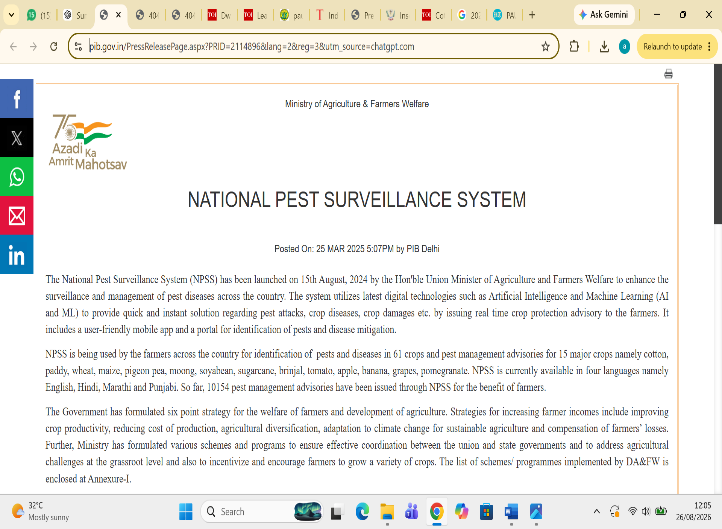 (15
Sur
404
404
Dw
Lea
pau
Inst
Pre
Ins
Col
202
PAU
Ask Gemini
pib.gov.in/PressReleasePage.aspx?PRID=2114896&lang=2&reg=3&utm_source=chatgpt.com
a
Relaunch to update
Ministry of Agriculture & Farmers Welfare
75
Azadi Ka
Amrit Mahotsav
NATIONAL PEST SURVEILLANCE SYSTEM
Posted On: 25 MAR 2025 5:07PM by PIB Delhi
The National Pest Surveillance System (NPSS) has been launched on 15th August, 2024 by the Hon'ble Union Minister of Agriculture and Farmers Welfare to enhance the
surveillance and management of pest diseases across the country. The system utilizes latest digital technologies such as Artificial Intelligence and Machine Learning (AI
and ML) to provide quick and instant solution regarding pest attacks, crop diseases, crop damages etc. by issuing real time crop protection advisory to the farmers. It
includes a user-friendly mobile app and a portal for identification of pests and disease mitigation.
NPSS is being used by the farmers across the country for identification of pests and diseases in 61 crops and pest management advisories for 15 major crops namely cotton,
paddy, wheat, maize, pigeon pea, moong, soyabean, sugarcane, brinjal, tomato, apple, banana, grapes, pomegranate. NPSS is currently available in four languages namely
English, Hindi, Marathi and Punjabi. So far, 10154 pest management advisories have been issued through NPSS for the benefit of farmers.
The Government has formulated six point strategy for the welfare of farmers and development of agriculture. Strategies for increasing farmer incomes include improving
crop productivity, reducing cost of production, agricultural diversification, adaptation to climate change for sustainable agriculture and compensation of farmers' losses.
Further, Ministry has formulated various schemes and programs to ensure effective coordination between the union and state governments and to address agricultural
challenges at the grassroot level and also to incentivize and encourage farmers to grow a variety of crops. The list of schemes/ programmes implemented by DA&FW is
enclosed at Annexure-I.
32°C
Mostly sunny
Search
12:05
26/08/2025